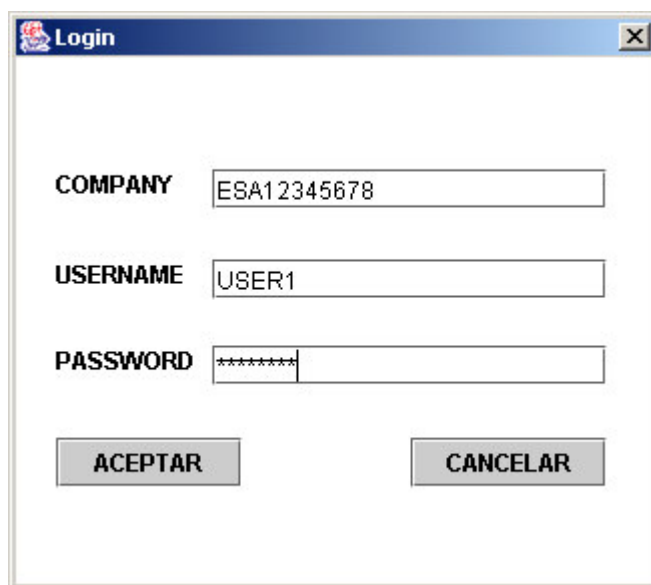 Login
COMPANY ESA12345678
USERNAME USER1
PASSWORD ********
ACEPTAR CANCELAR